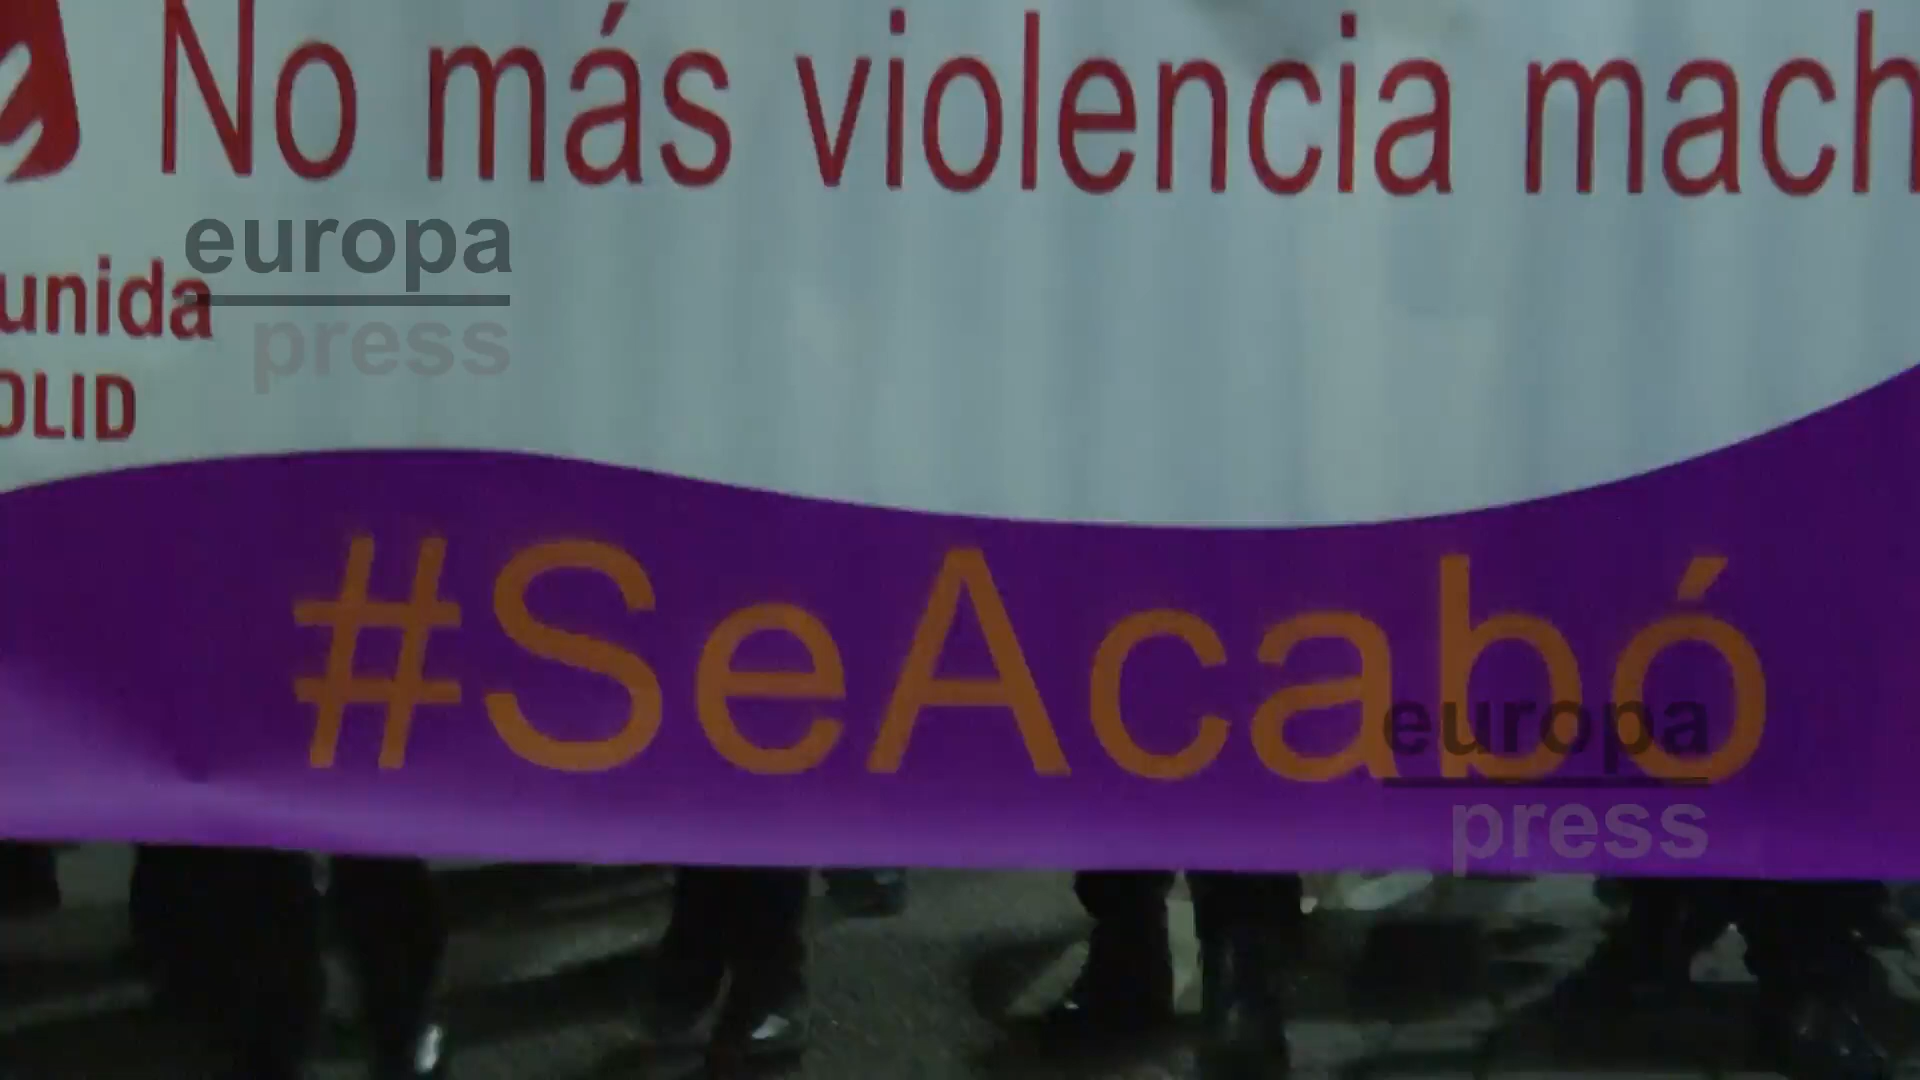 No más violencia mach
unida
OLID
#SeAcabó
europa
press
europa
press